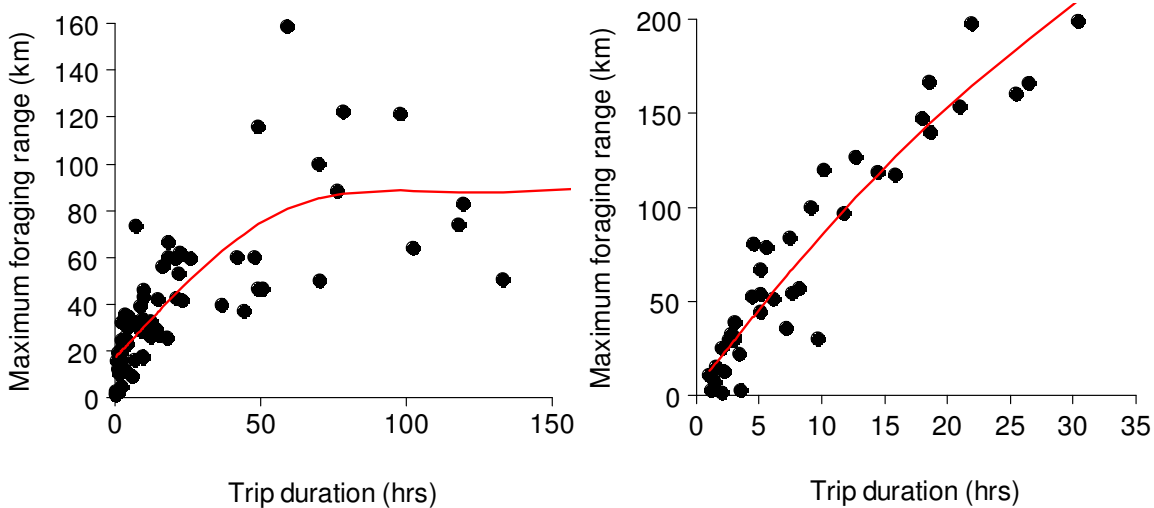 Maximum foraging range (km)
160
140
120
100
80
60
40
20
0
0 50 100 150
Trip duration (hrs)
Maximum foraging range (km)
200
150
100
50
0
0 5 10 15 20 25 30 35
Trip duration (hrs)